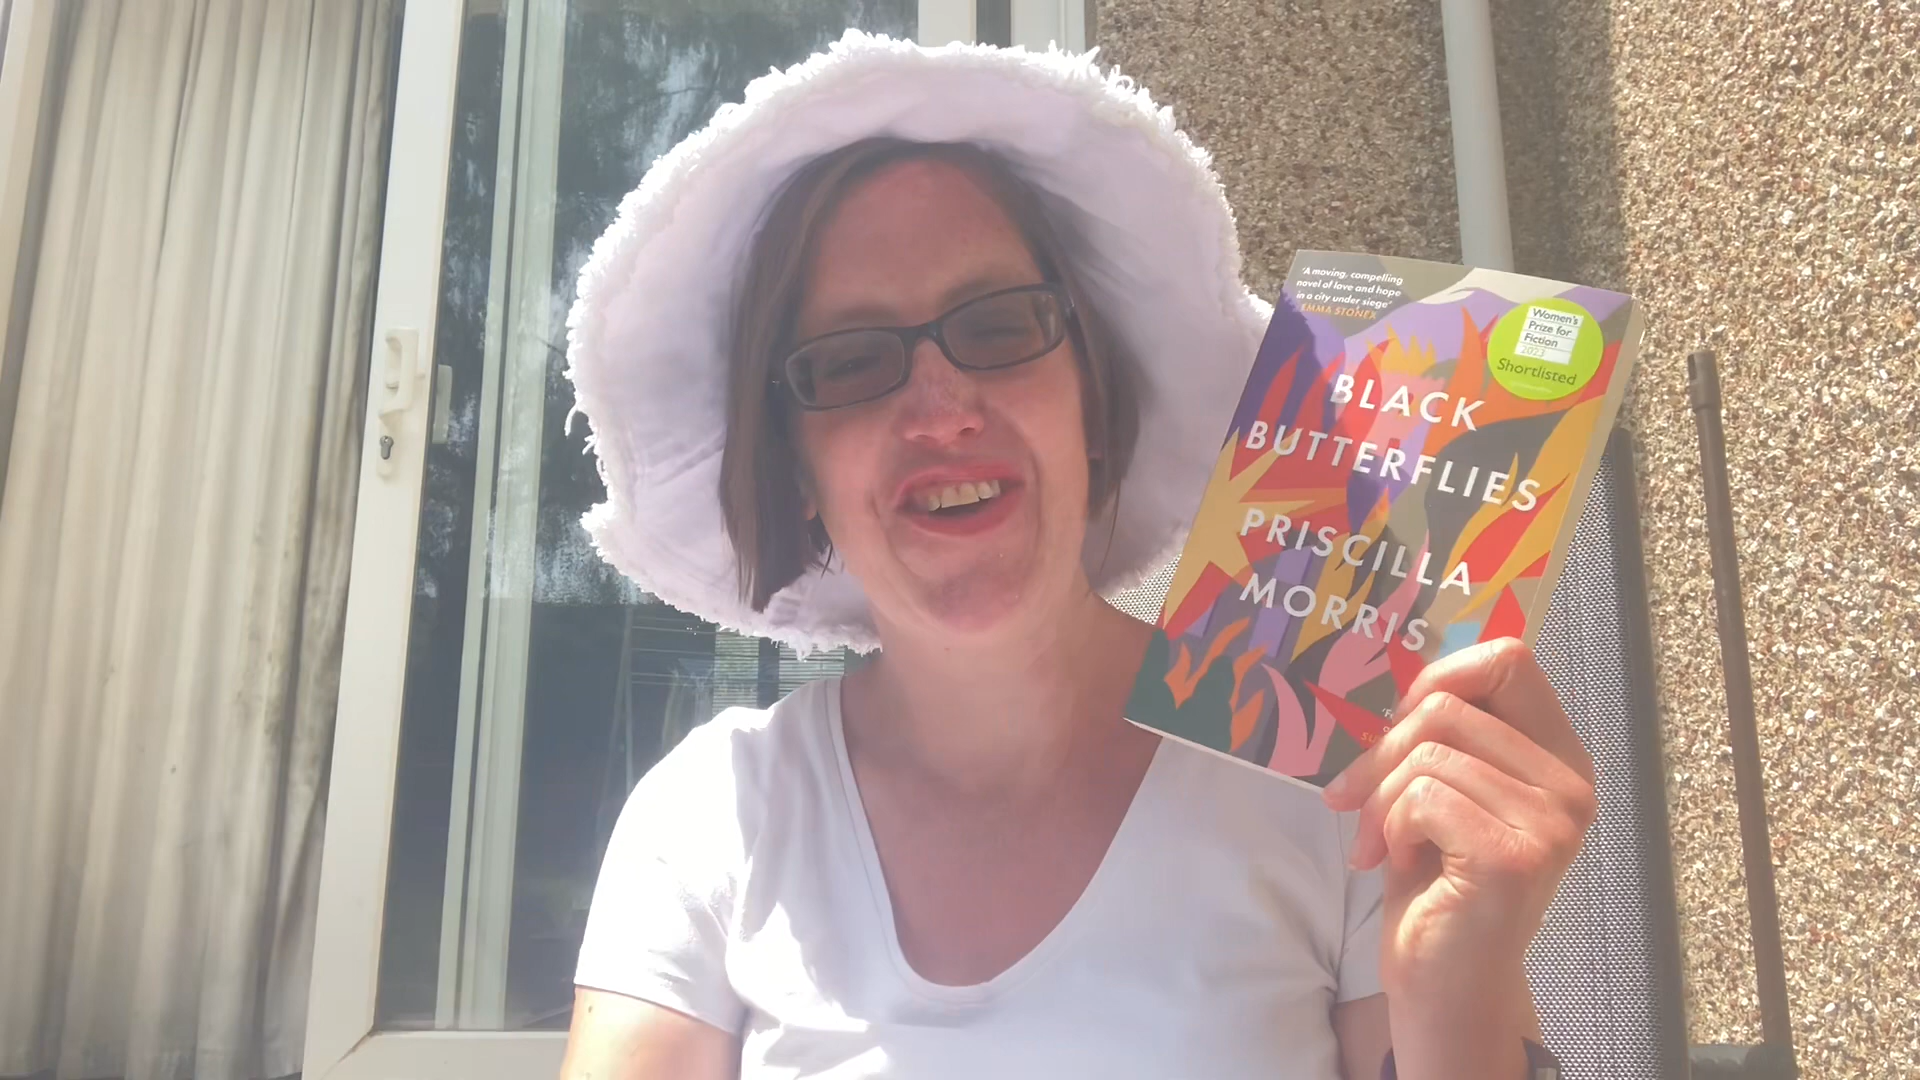 'A moving, compelling
novel of love and hope
in a city under siege'
EMMA STONEX
Women's
Prize for
Fiction
2023
Shortlisted
BLACK
BUTTERFLIES
PRISCILLA
MORRIS